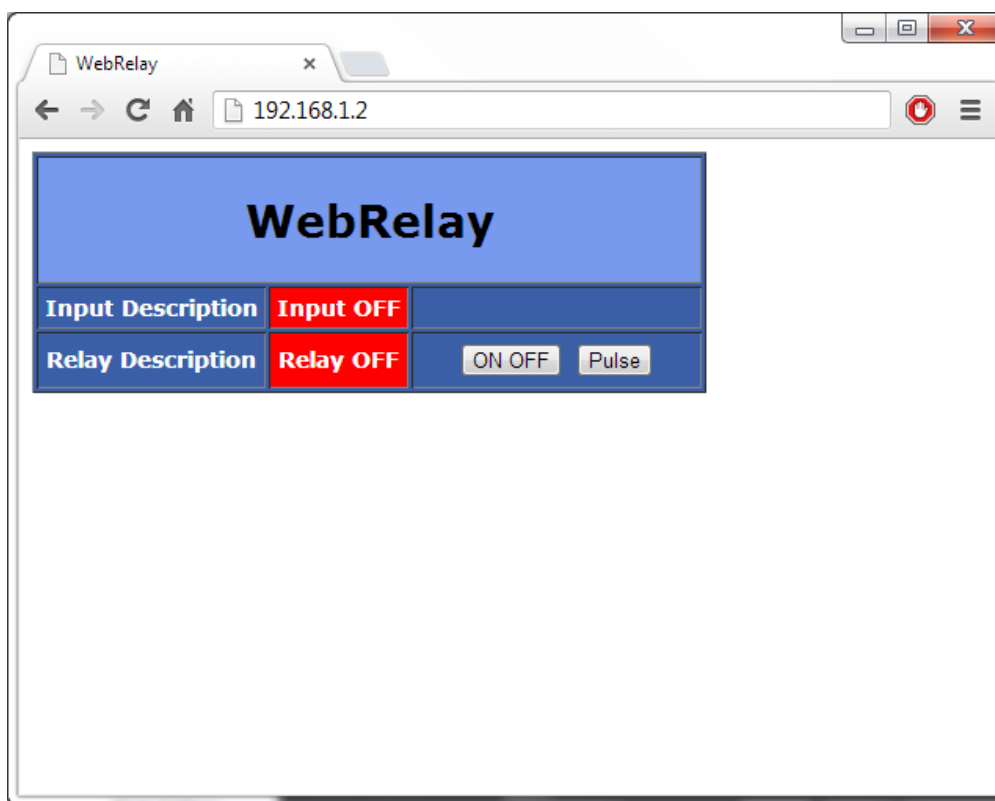 WebRelay
192.168.1.2
WebRelay
Input Description Input OFF
Relay Description Relay OFF ON OFF Pulse